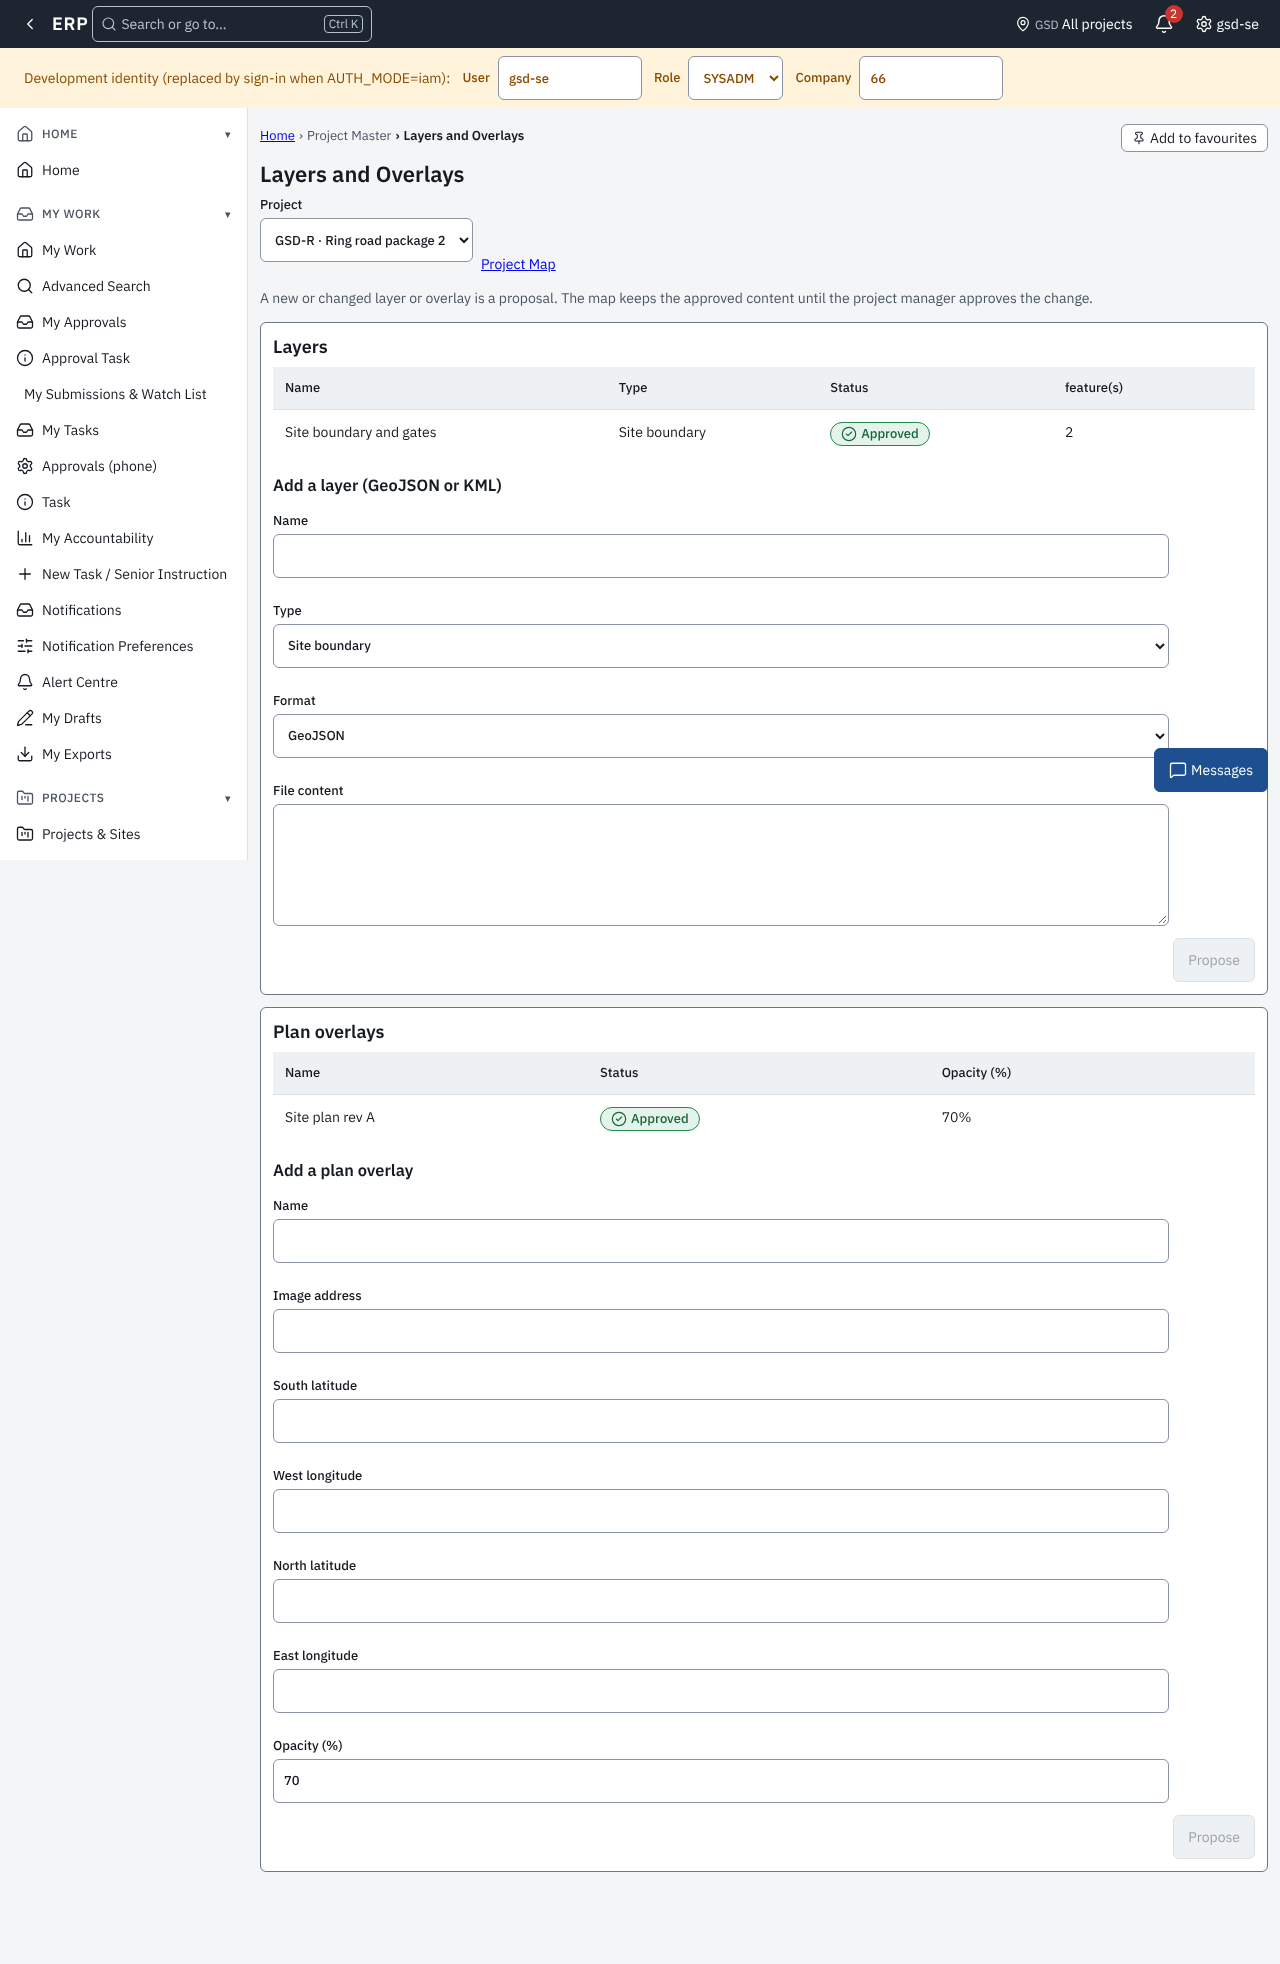 ERP
Search or go to...
Ctrl K
GSD All projects
2
gsd-se
Development identity (replaced by sign-in when AUTH_MODE=iam):
User
gsd-se
Role
SYSADM
Company
66
HOME
Home
MY WORK
My Work
Advanced Search
My Approvals
Approval Task
My Submissions & Watch List
My Tasks
Approvals (phone)
Task
My Accountability
New Task / Senior Instruction
Notifications
Notification Preferences
Alert Centre
My Drafts
My Exports
PROJECTS
Projects & Sites
Home › Project Master › Layers and Overlays
Add to favourites
Layers and Overlays
Project
GSD-R · Ring road package 2
Project Map
A new or changed layer or overlay is a proposal. The map keeps the approved content until the project manager approves the change.
Layers
Name Type Status feature(s)
Site boundary and gates Site boundary Approved 2
Add a layer (GeoJSON or KML)
Name
Type
Site boundary
Format
GeoJSON
Messages
File content
Propose
Plan overlays
Name Status Opacity (%)
Site plan rev A Approved 70%
Add a plan overlay
Name
Image address
South latitude
West longitude
North latitude
East longitude
Opacity (%)
70
Propose